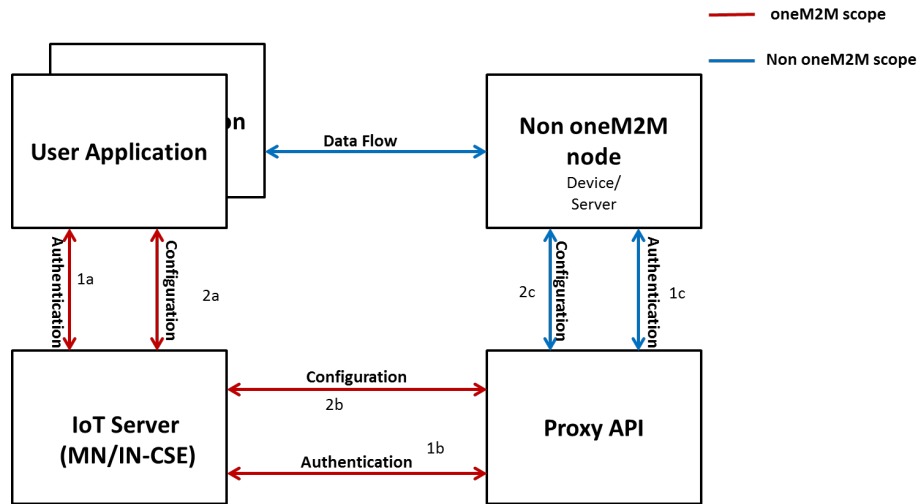 oneM2M scope
Non oneM2M scope
User Application
on
Data Flow
Non oneM2M
node
Device/
Server
Authentication
1a
Configuration
2a
2c
Configuration
Authentication
1c
IoT Server
(MN/IN-CSE)
Configuration
2b
1b
Authentication
Proxy API